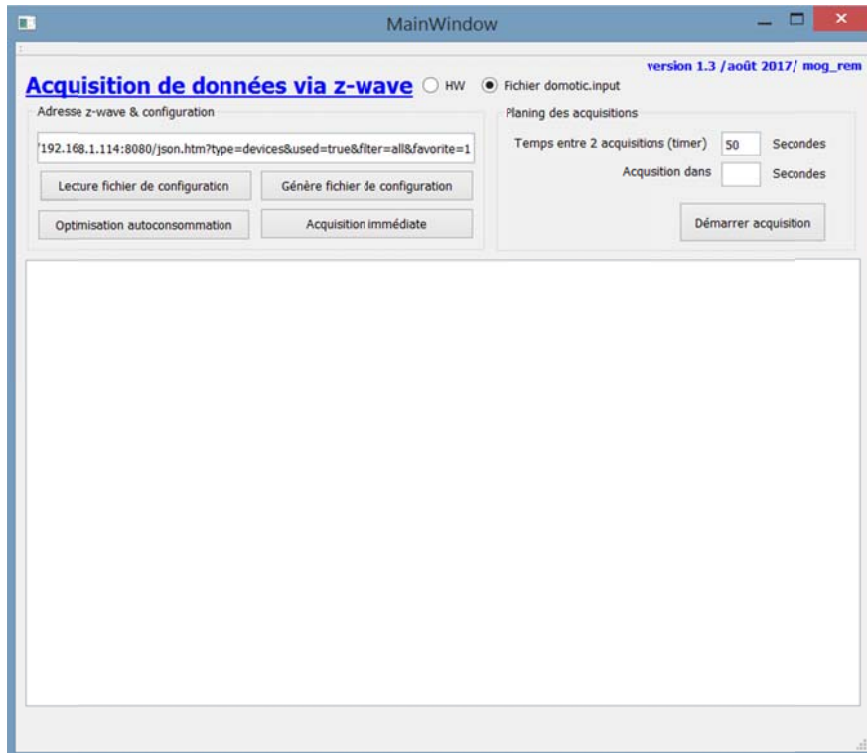 MainWindow
version 1.3 /août 2017/ mog_rem
Acquisition de données via z-wave
HW
Fichier domotic.input
Adresse z-wave & configuration
Planing des acquisitions
'192.168.1.114:8080/json.htm?type=devices&used=true&filter=all&favorite=1
Temps entre 2 acquisitions (timer) 50 Secondes
Acqusition dans Secondes
Lecture fichier de configuration
Génère fichier de configuration
Optimisation autoconsommation
Acquisition immédiate
Démarrer acquisition